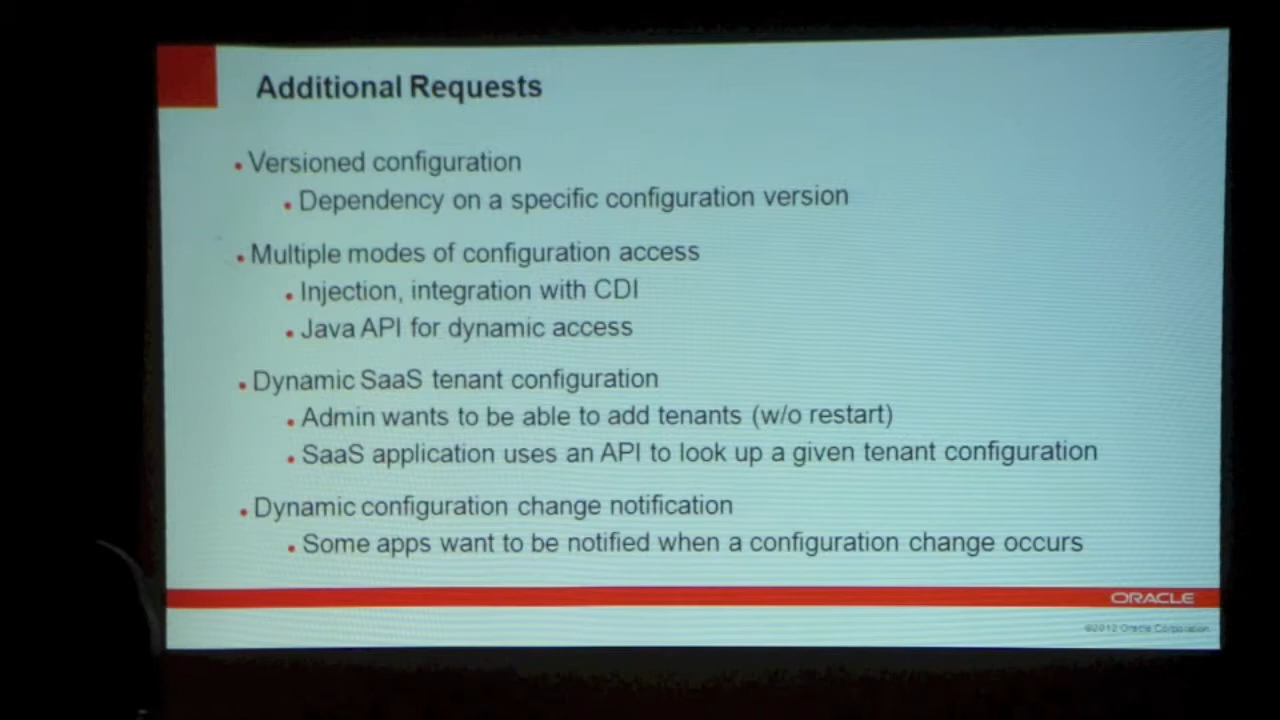 Additional Requests
• Versioned configuration
• Dependency on a specific configuration version
• Multiple modes of configuration access
• Injection, integration with CDI
• Java API for dynamic access
• Dynamic SaaS tenant configuration
• Admin wants to be able to add tenants (w/o restart)
• SaaS application uses an API to look up a given tenant configuration
• Dynamic configuration change notification
• Some apps want to be notified when a configuration change occurs
ORACLE
©2012 Oracle Corporation